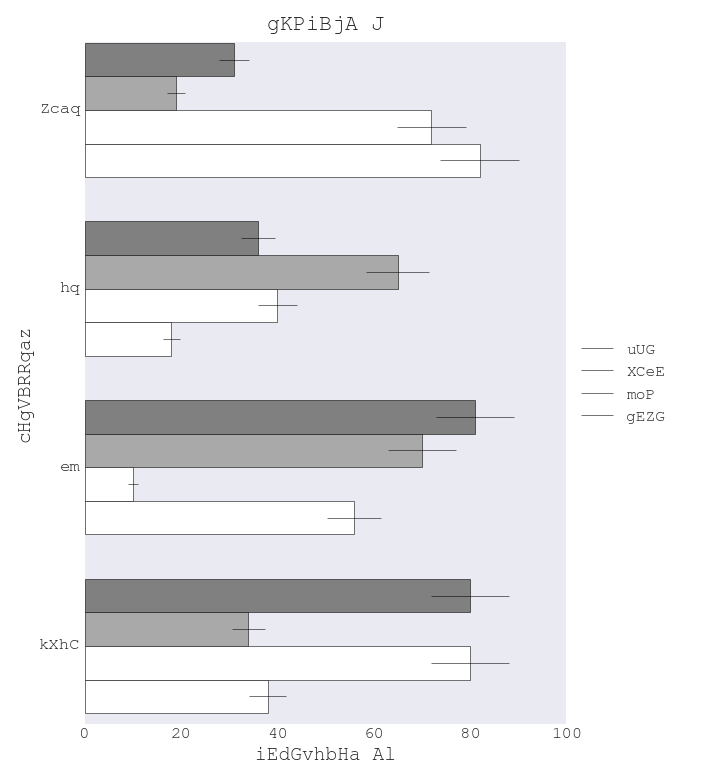 gKPiBjA J
Zcaq
hq
em
kXhC
cHgVBRRqaz
0 20 40 60 80 100
iEdGvhbHa Al
uUG
XCeE
moP
gEZG